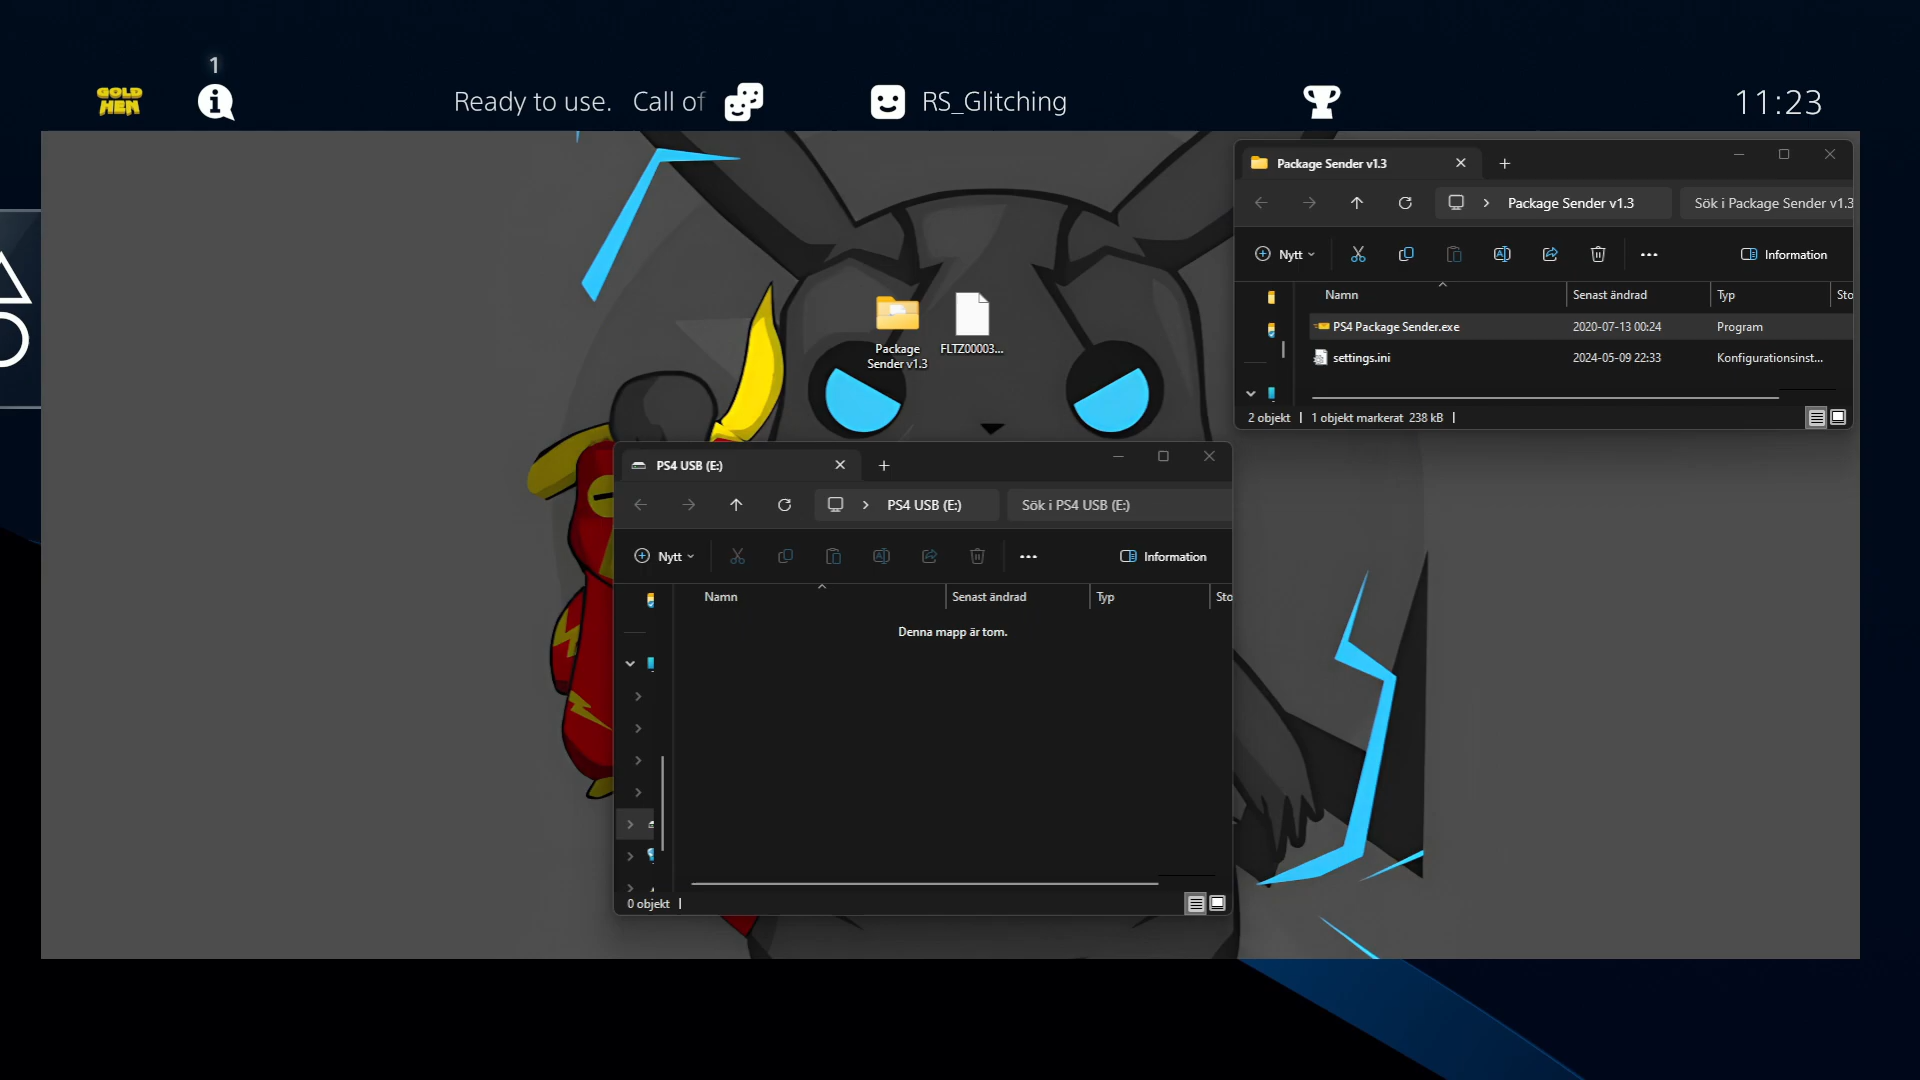 1
GOLD
HEN
Ready to use. Call of
RS_Glitching
11:23
Package Sender v1.3
Package Sender v1.3
Sök i Package Sender v1.3
Nytt
Information
Namn
Senast ändrad
Typ
Sto
PS4 Package Sender.exe
2020-07-13 00:24
Program
settings.ini
2024-05-09 22:33
Konfigurationsinst...
2 objekt
1 objekt markerat 238 kB
Package
Sender v1.3
FLTZ00003...
PS4 USB (E:)
PS4 USB (E:)
Sök i PS4 USB (E:)
Nytt
Information
Namn
Senast ändrad
Typ
Sto
Denna mapp är tom.
0 objekt